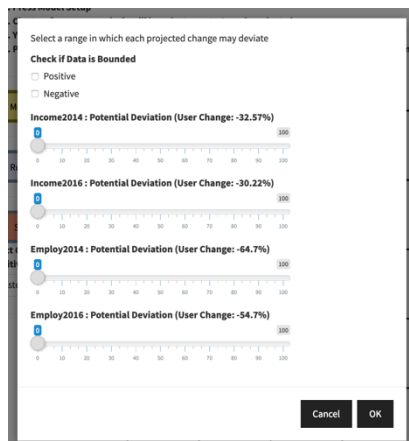 Press Model Setup
Select a range in which each projected change may deviate
Check if Data is Bounded
Positive
Negative
Income2014 : Potential Deviation (User Change: -32.57%)
0 100
0 10 20 30 40 50 60 70 80 90 100
Income2016 : Potential Deviation (User Change: -30.22%)
0 100
0 10 20 30 40 50 60 70 80 90 100
Employ2014 : Potential Deviation (User Change: -64.7%)
0 100
0 10 20 30 40 50 60 70 80 90 100
Employ2016 : Potential Deviation (User Change: -54.7%)
0 100
0 10 20 30 40 50 60 70 80 90 100
Cancel OK